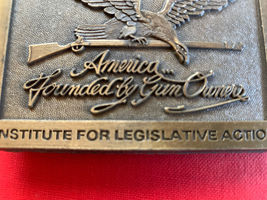 America...
Founded by Gun Owners
INSTITUTE FOR LEGISLATIVE ACTIO